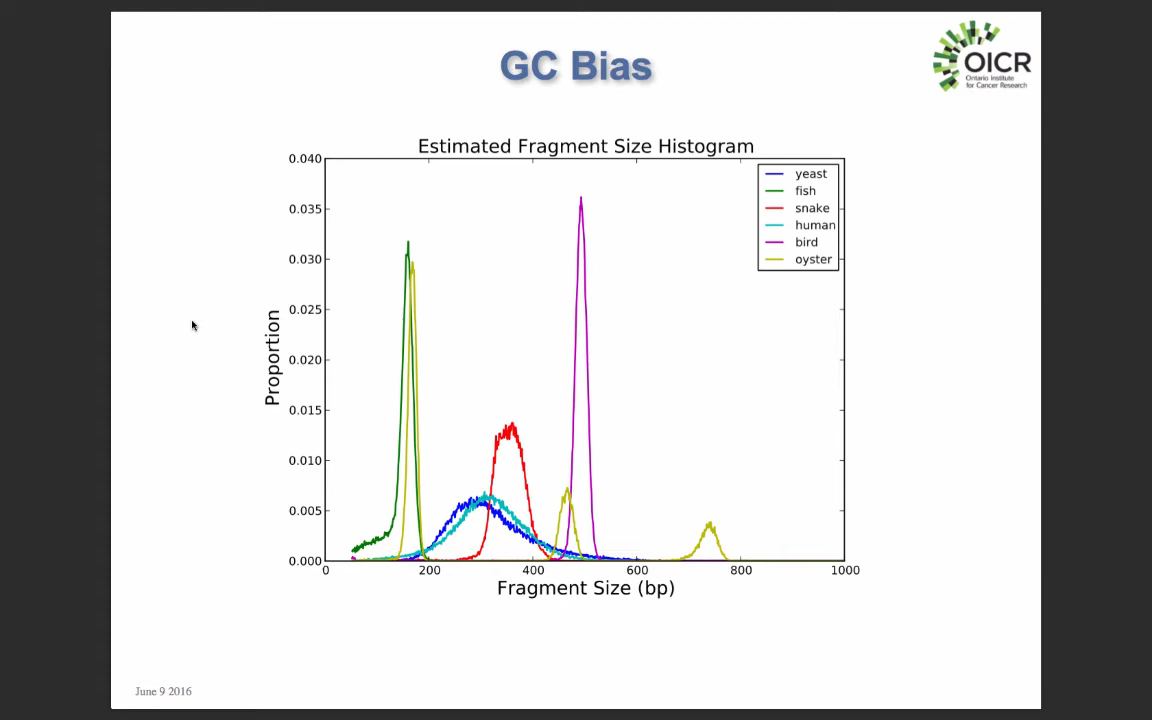 GC Bias
OICR
Ontario Institute
for Cancer Research
Estimated Fragment Size Histogram
0.040
0.035
0.030
0.025
0.020
0.015
0.010
0.005
0.000
Proportion
yeast
fish
snake
human
bird
oyster
0 200 400 600 800 1000
Fragment Size (bp)
June 9 2016